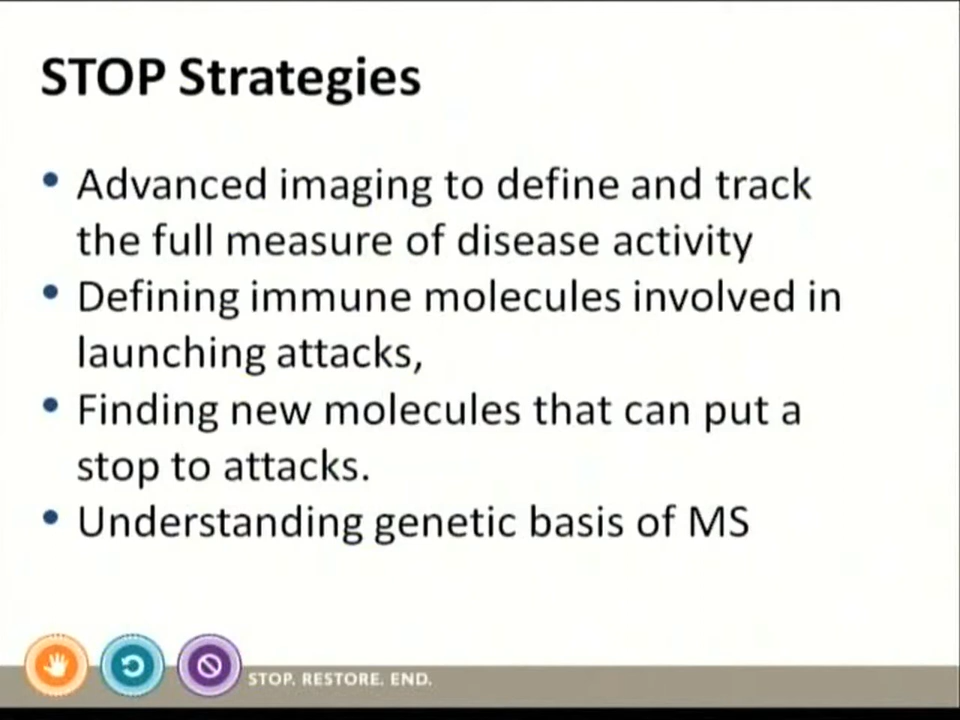 STOP Strategies
• Advanced imaging to define and track
the full measure of disease activity
• Defining immune molecules involved in
launching attacks,
• Finding new molecules that can put a
stop to attacks.
• Understanding genetic basis of MS
STOP. RESTORE. END.